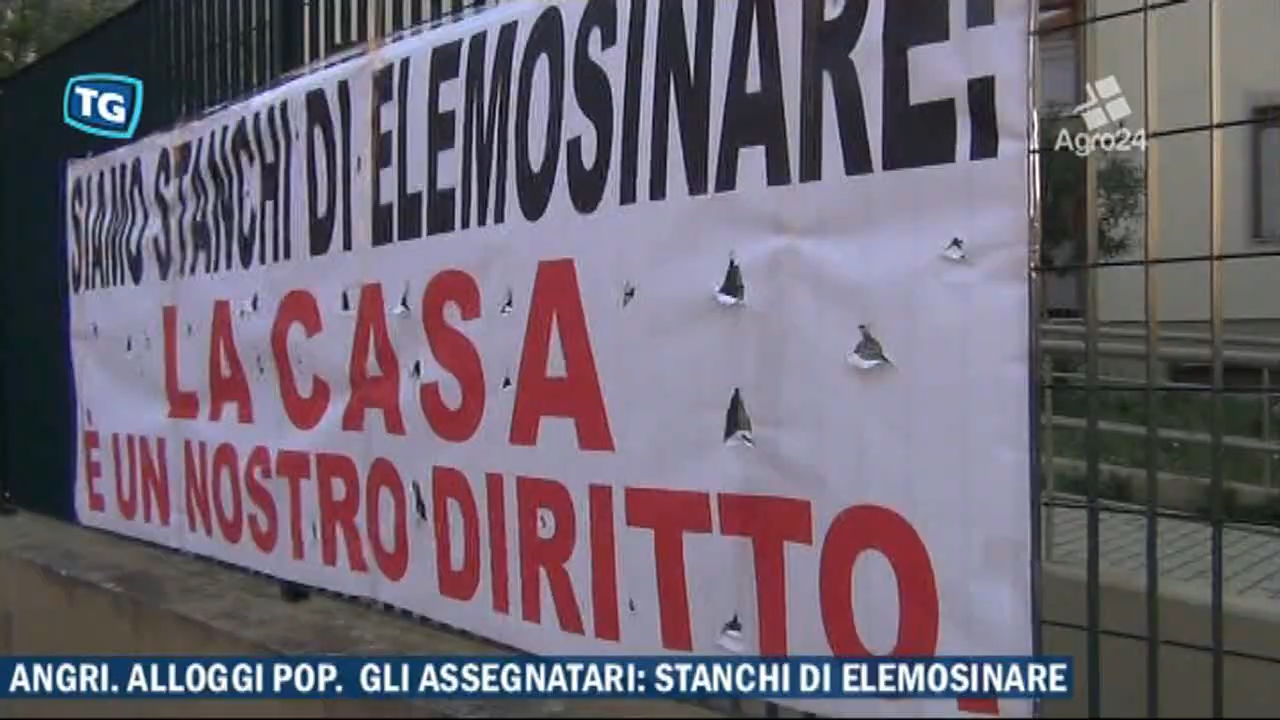 TG
Agro24
SIAMO STANCHI DI ELEMOSINARE!
LA CASA
È UN NOSTRO DIRITTO
ANGRI. ALLOGGI POP. GLI ASSEGNATARI: STANCHI DI ELEMOSINARE